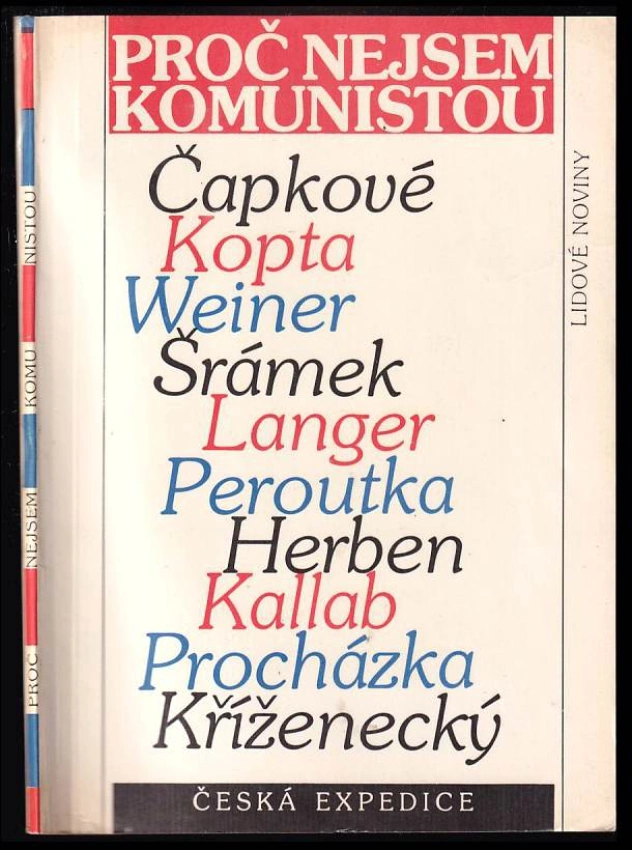 PROČ NEJSEM
KOMUNISTOU
Čapkové
Kopta
Weiner
Šrámek
Langer
Peroutka
Herben
Kallab
Procházka
Kříženecký
ČESKÁ EXPEDICE
LIDOVÉ NOVINY
PROČ NEJSEM KOMU NISTOU